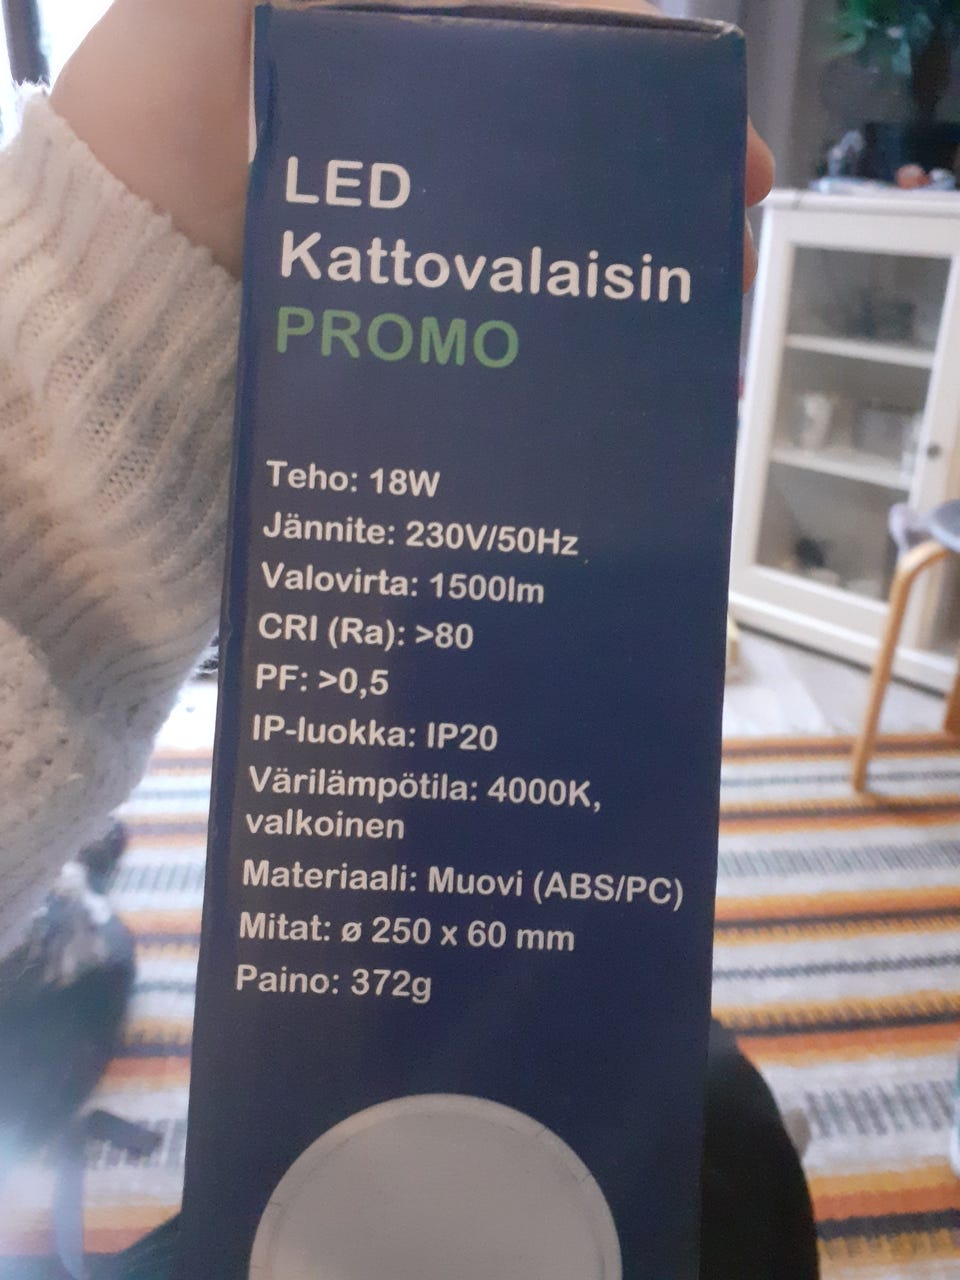 LED
Kattovalaisin
PROMO
Teho: 18W
Jännite: 230V/50Hz
Valovirta: 1500lm
CRI (Ra): >80
PF: >0,5
IP-luokka: IP20
Värilämpötila: 4000K,
valkoinen
Materiaali: Muovi (ABS/PC)
Mitat: ø 250 x 60 mm
Paino: 372g